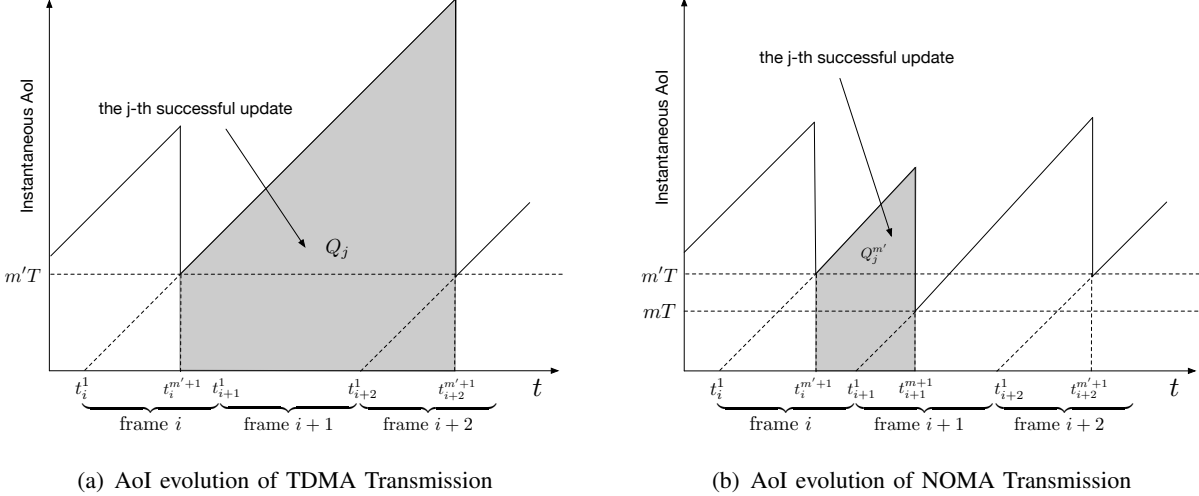 Instantaneous AoI
the j-th successful update
Q_j
m'T
t_i^1
t_i^{m'+1}
t_{i+1}^1
t_{i+2}^1
t_{i+2}^{m'+1}
t
frame i
frame i + 1
frame i + 2
(a) AoI evolution of TDMA Transmission
Instantaneous AoI
the j-th successful update
Q_j^{m'}
m'T
mT
t_i^1
t_i^{m'+1}
t_{i+1}^1
t_{i+1}^{m+1}
t_{i+2}^1
t_{i+2}^{m'+1}
t
frame i
frame i + 1
frame i + 2
(b) AoI evolution of NOMA Transmission